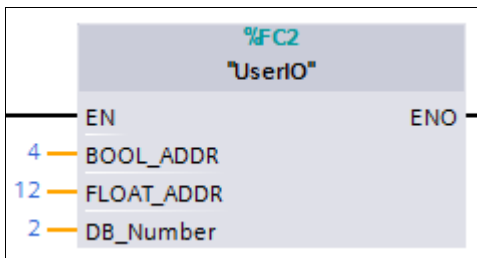 %FC2
"UserIO"
EN ENO
4 BOOL_ADDR
12 FLOAT_ADDR
2 DB_Number